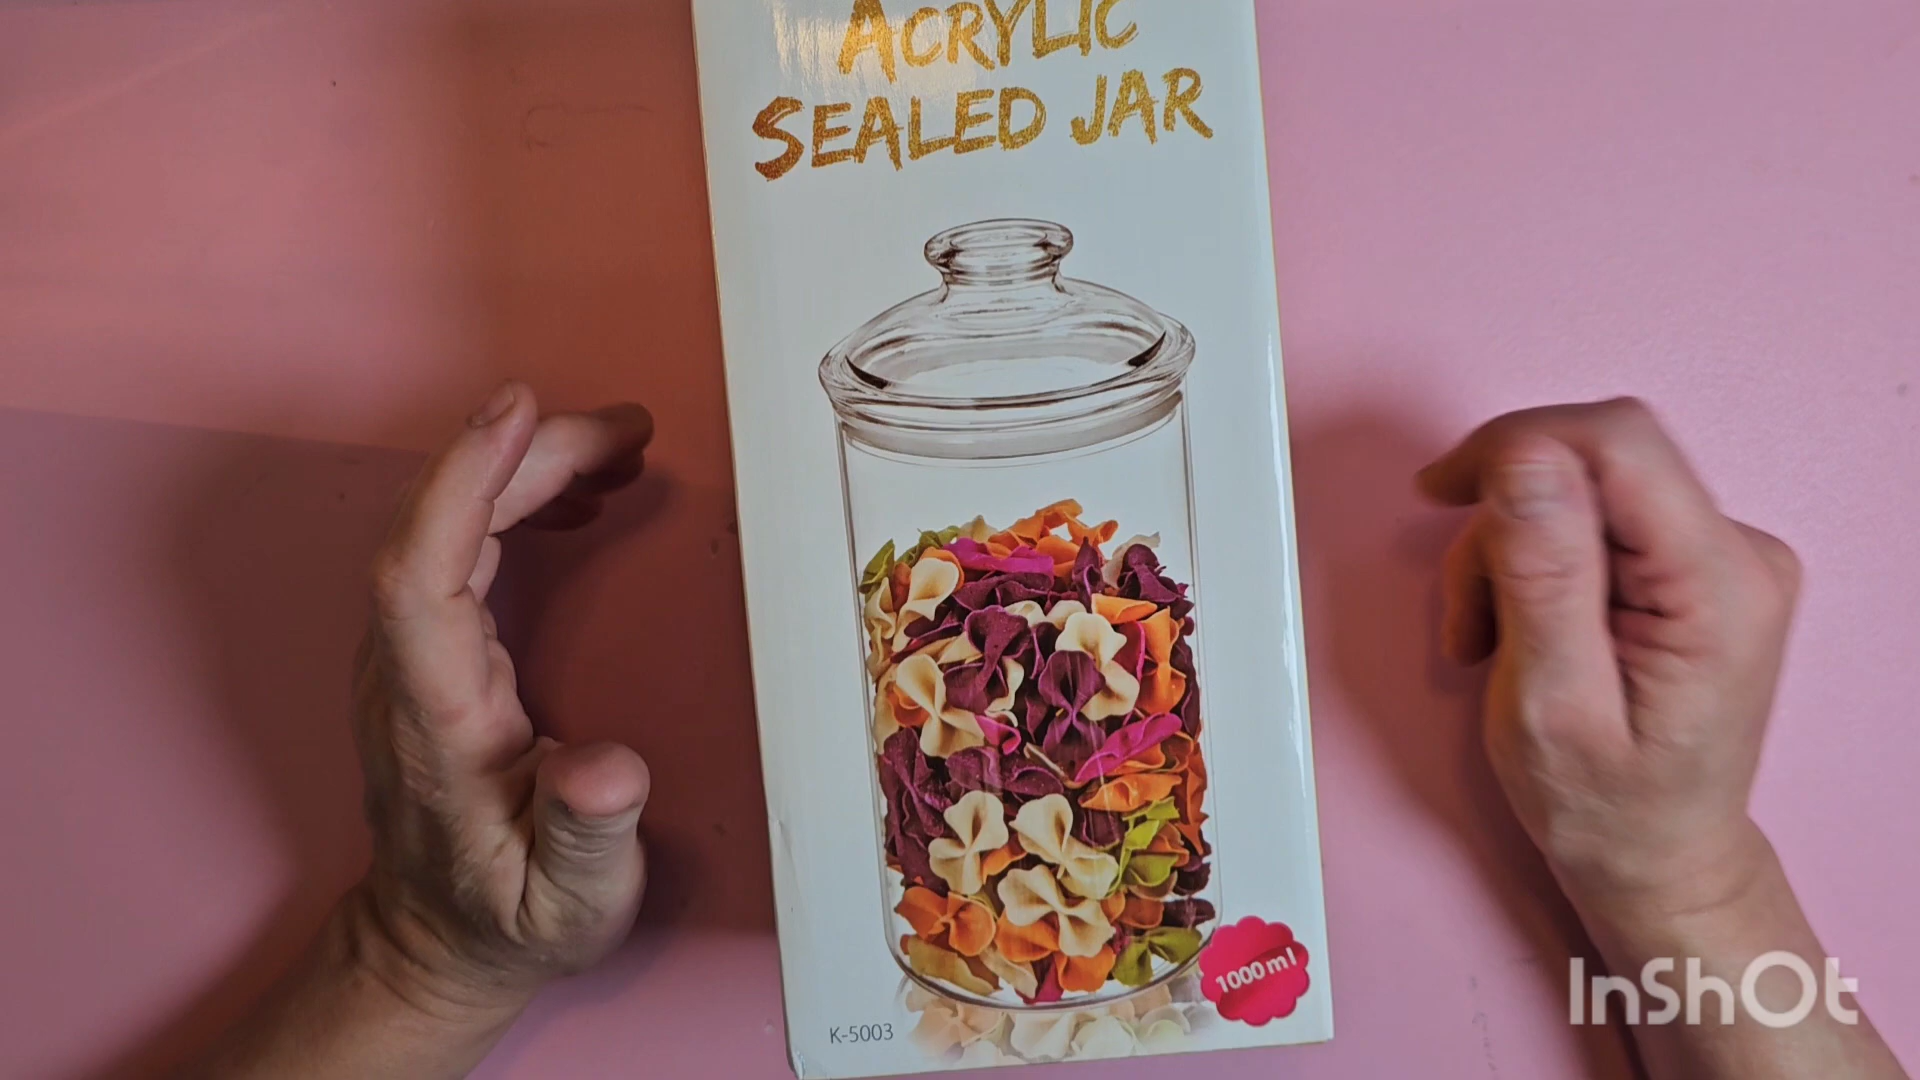 ACRYLIC
SEALED JAR
1000ml
K-5003
InShOt